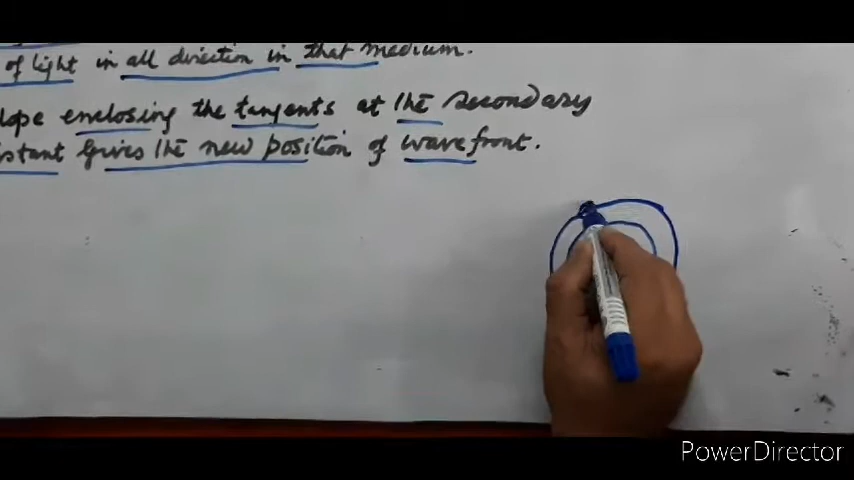 of light in all direction in that medium.
lope enclosing the tangents at the secondary
stant gives the new position of wavefront.
PowerDirector